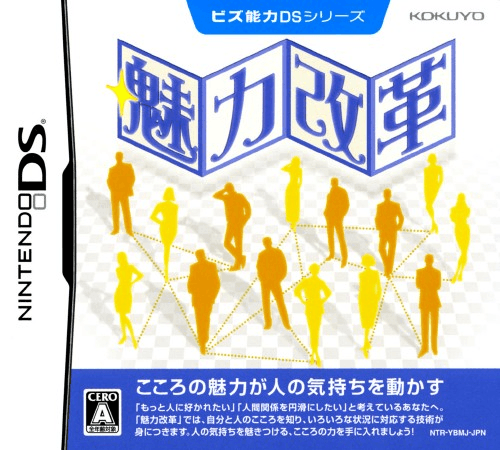 ビズ能力DSシリーズ
KOKUYO
魅力改革
NINTENDO DS
こころの魅力が人の気持ちを動かす
「もっと人に好かれたい」「人間関係を円滑にしたい」と考えているあなたへ。
「魅力改革」では、自分と人のこころを知り、いろいろな状況に対応する技術が
身につきます。人の気持ちを魅きつける、こころの力を手に入れましょう!
CERO
A
全年齢対象
NTR-YBMJ-JPN